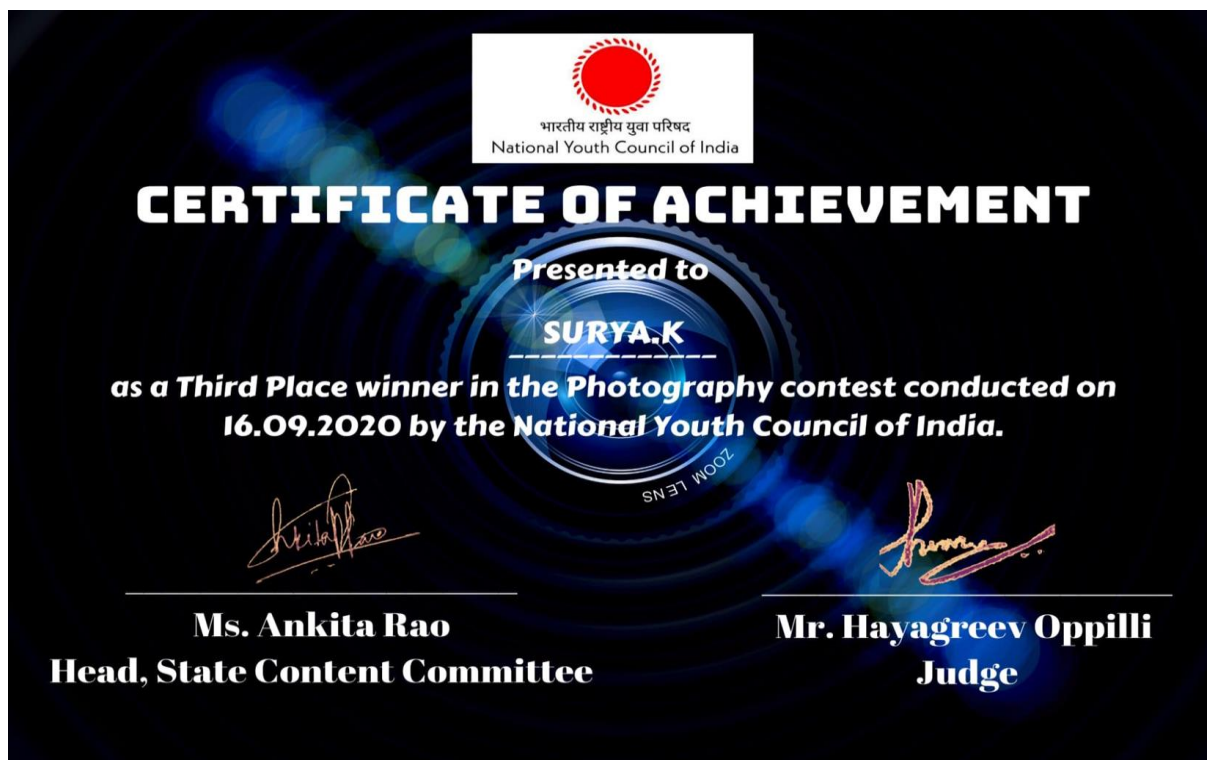 भारतीय राष्ट्रीय युवा परिषद
National Youth Council of India
CERTIFICATE OF ACHIEVEMENT
Presented to
SURYA.K
as a Third Place winner in the Photography contest conducted on
16.09.2020 by the National Youth Council of India.
ZOOM LENS
Ankita Rao
Ms. Ankita Rao
Head, State Content Committee
Mr. Hayagreev Oppilli
Judge